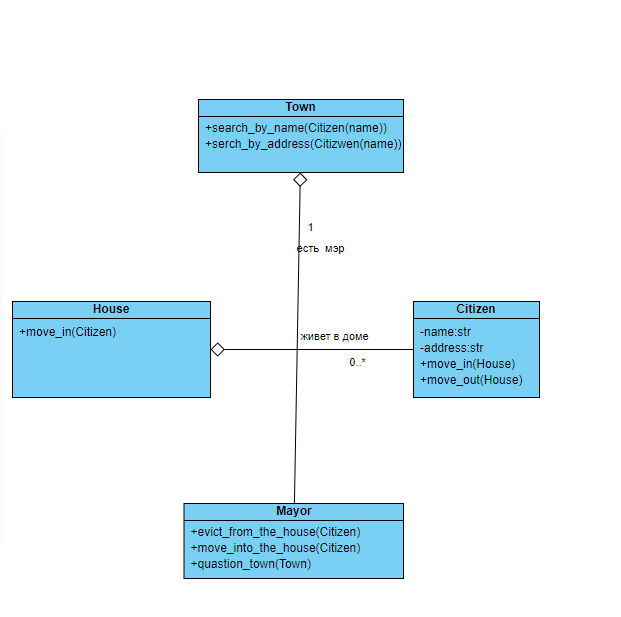 Town
+search_by_name(Citizen(name))
+serch_by_address(Citizwen(name))
1
есть мэр
House
+move_in(Citizen)
живет в доме
0..*
Citizen
-name:str
-address:str
+move_in(House)
+move_out(House)
Mayor
+evict_from_the_house(Citizen)
+move_into_the_house(Citizen)
+quastion_town(Town)